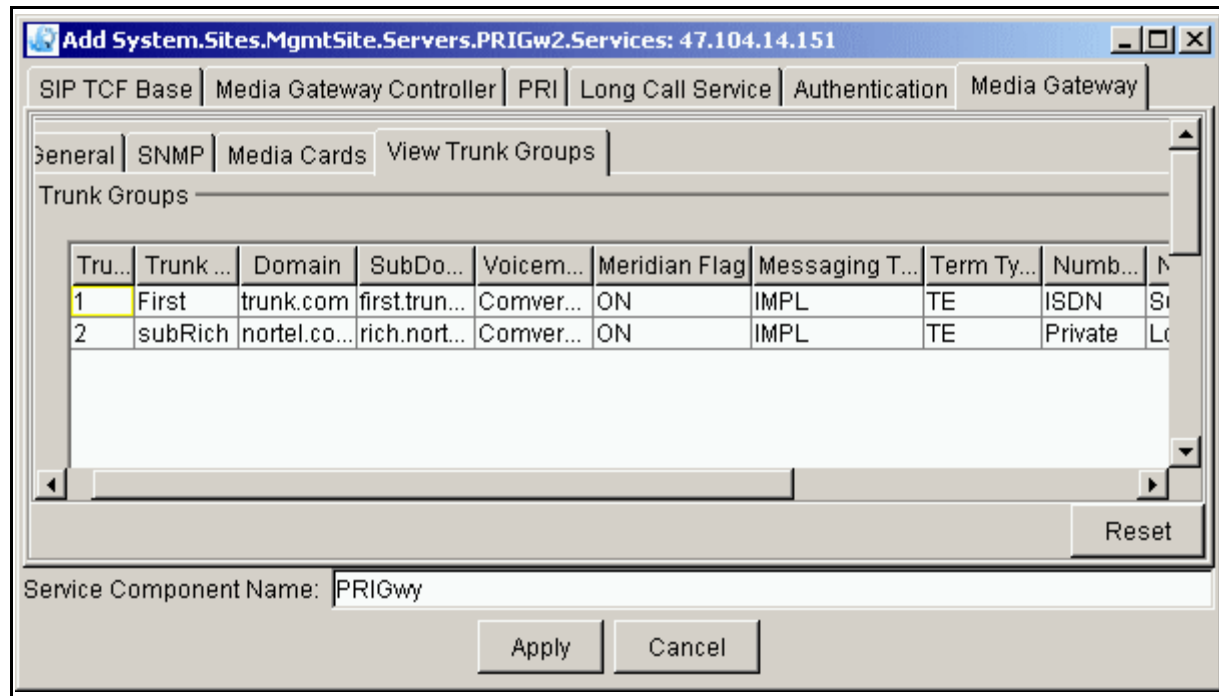 Add System.Sites.MgmtSite.Servers.PRIGw2.Services: 47.104.14.151
SIP TCF Base Media Gateway Controller PRI Long Call Service Authentication Media Gateway
General SNMP Media Cards View Trunk Groups
Trunk Groups
Tru... Trunk ... Domain SubDo... Voicem... Meridian Flag Messaging T... Term Ty... Numb... N
1 First trunk.com first.trun... Comver... ON IMPL TE ISDN
2 subRich nortel.co... rich.nort... Comver... ON IMPL TE Private
Reset
Service Component Name: PRIGwy
Apply Cancel